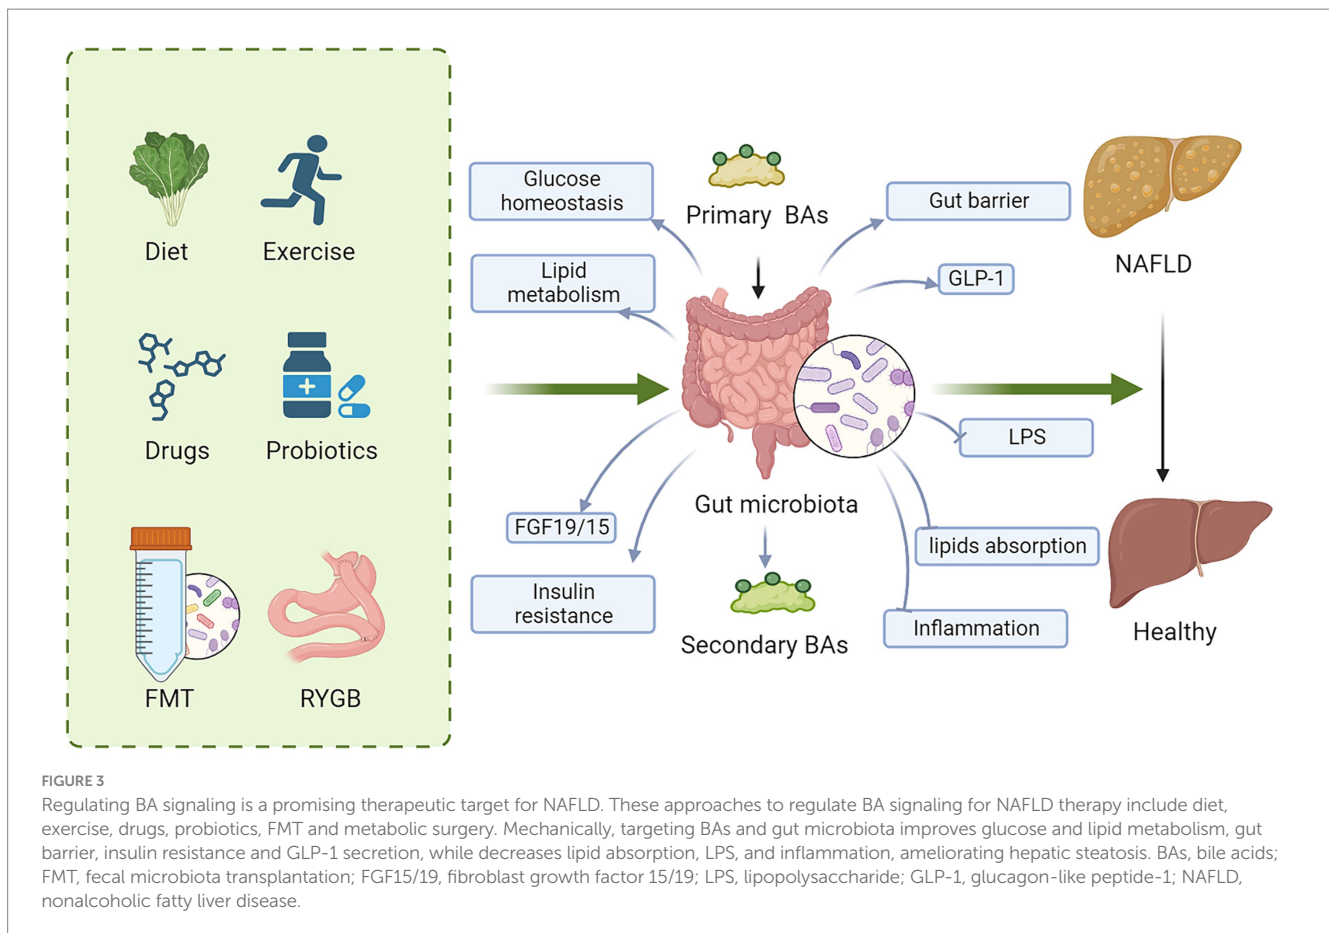 Diet
Exercise
Drugs
Probiotics
FMT
RYGB
Glucose
homeostasis
Lipid
metabolism
Primary BAs
Gut barrier
GLP-1
NAFLD
LPS
FGF19/15
Gut microbiota
lipids absorption
Insulin
resistance
Secondary BAs
Inflammation
Healthy
FIGURE 3
Regulating BA signaling is a promising therapeutic target for NAFLD. These approaches to regulate BA signaling for NAFLD therapy include diet,
exercise, drugs, probiotics, FMT and metabolic surgery. Mechanically, targeting BAs and gut microbiota improves glucose and lipid metabolism, gut
barrier, insulin resistance and GLP-1 secretion, while decreases lipid absorption, LPS, and inflammation, ameliorating hepatic steatosis. BAs, bile acids;
FMT, fecal microbiota transplantation; FGF15/19, fibroblast growth factor 15/19; LPS, lipopolysaccharide; GLP-1, glucagon-like peptide-1; NAFLD,
nonalcoholic fatty liver disease.